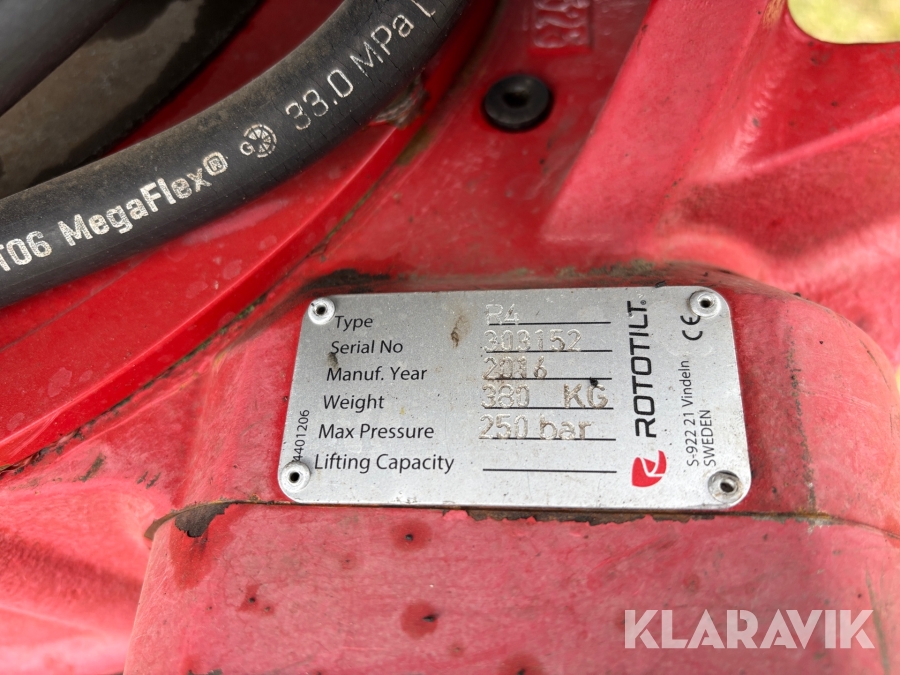 T06 MegaFlex® G 33.0 MPa
Type R4
Serial No 303152
Manuf. Year 2016
Weight 380 KG
Max Pressure 250 bar
Lifting Capacity
4401206
ROTOTILT®
CE
S-922 21 Vindeln
SWEDEN
KLARAVIK